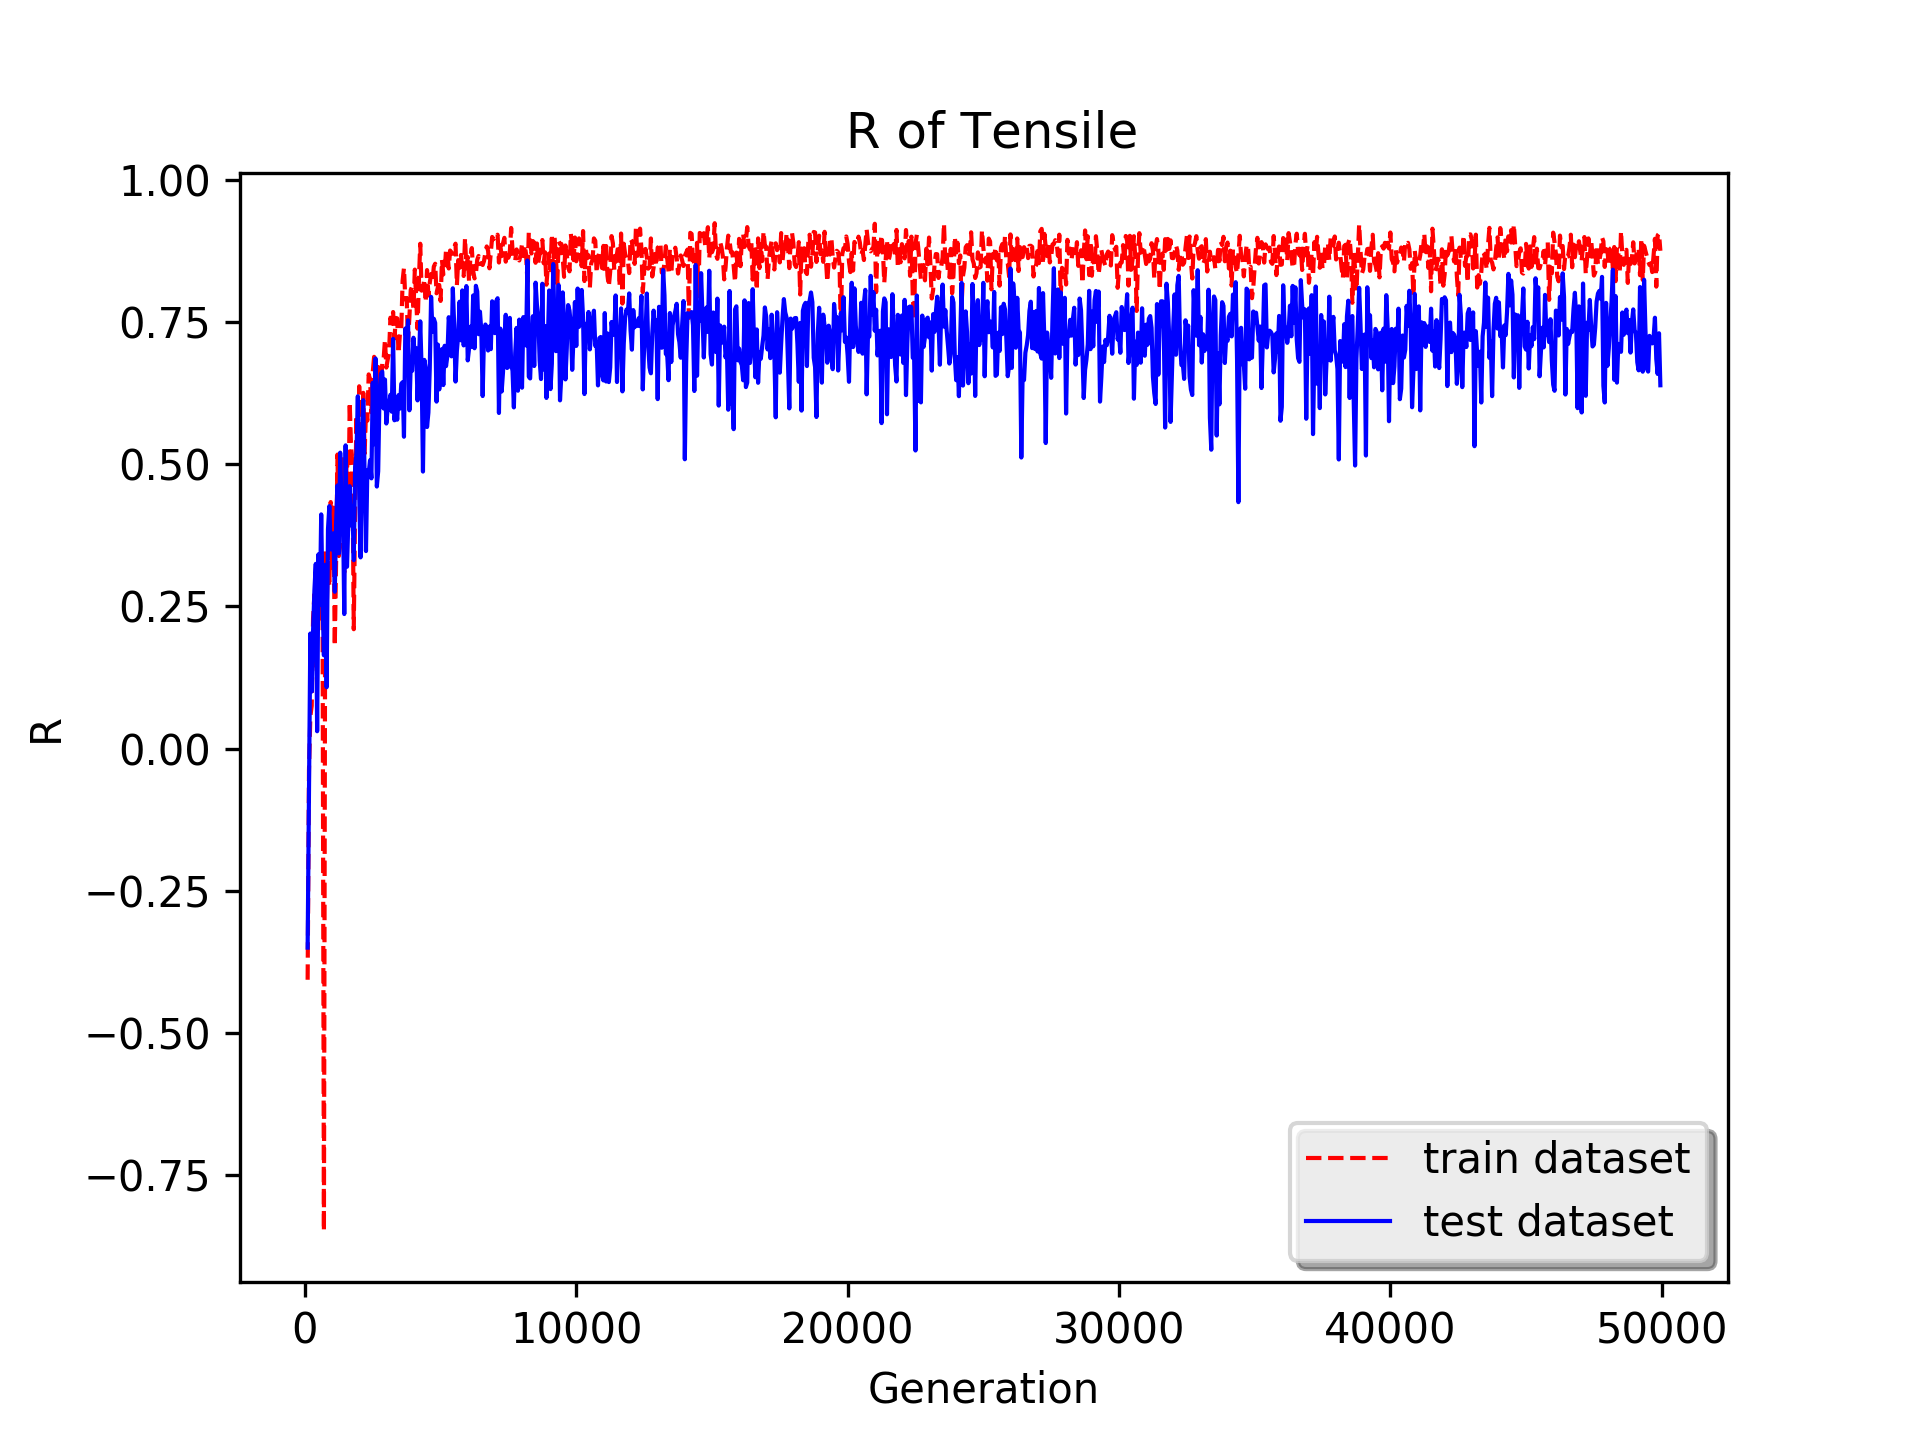 R of Tensile
1.00
0.75
0.50
0.25
0.00
−0.25
−0.50
−0.75
R
0 10000 20000 30000 40000 50000
Generation
train dataset
test dataset